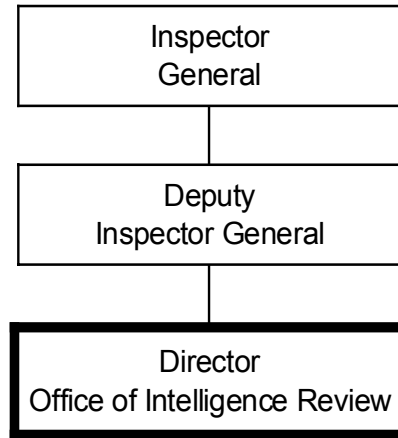 Inspector
General
Deputy
Inspector General
Director
Office of Intelligence Review